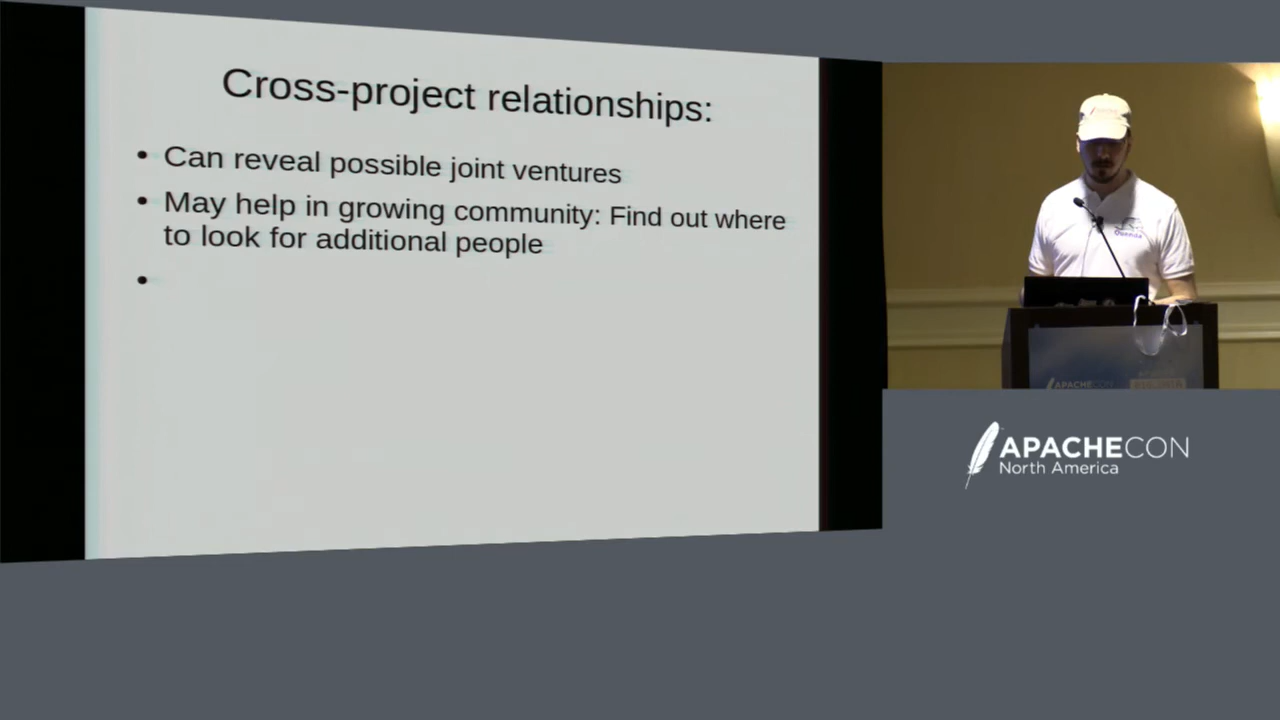 Cross-project relationships:
• Can reveal possible joint ventures
• May help in growing community: Find out where
to look for additional people
•
APACHECON
APACHECON
North America